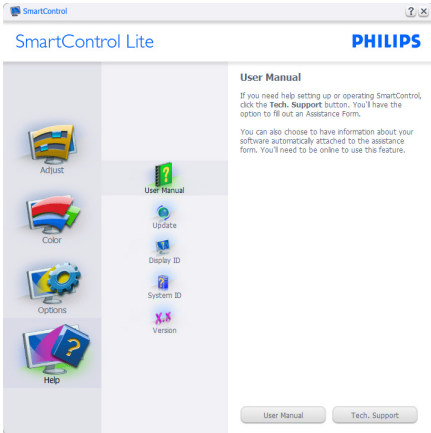 SmartControl
? ×
SmartControl Lite
PHILIPS
Adjust
Color
Options
Help
User Manual
Update
Display ID
System ID
X.X
Version
User Manual
If you need help setting up or operating SmartControl,
click the Tech. Support button. You'll have the
option to fill out an Assistance Form.
You can also choose to have information about your
software automatically attached to the assistance
form. You'll need to be online to use this feature.
User Manual
Tech. Support